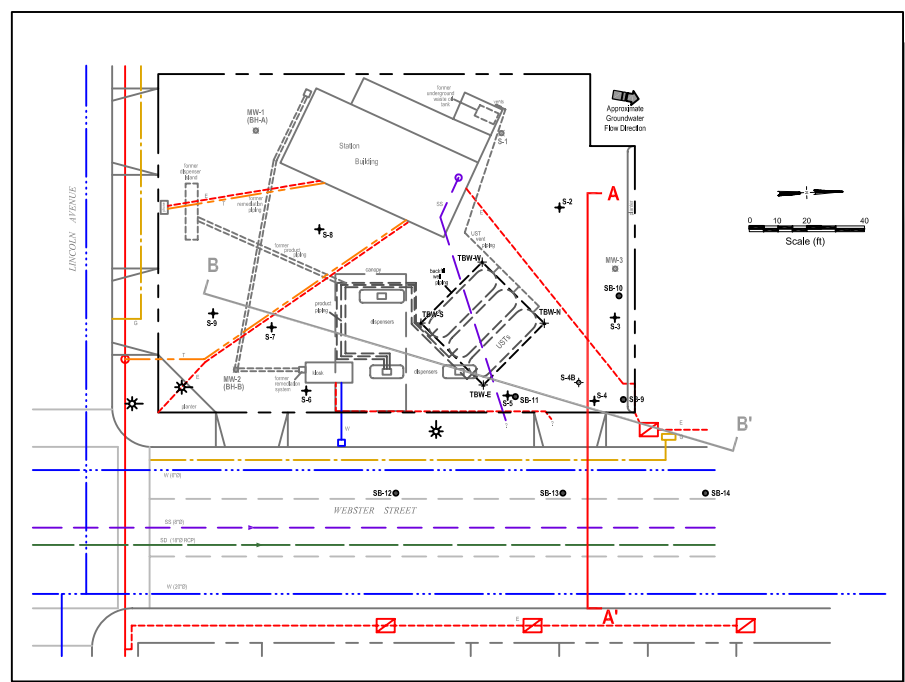 former
underground
waste oil
tank
vents
S-1
Approximate
Groundwater
Flow Direction
MW-1
(BH-A)
Station
Building
former
dispenser
island
E
T
former
remediation
piping
SS
E
S-2
A
planter
LINCOLN AVENUE
0
10
20
40
Scale (ft)
S-8
UST
vent
piping
former
product
piping
TBW-W
MW-3
B
canopy
backfill
well
piping
SB-10
product
piping
TBW-S
TBW-N
S-3
S-9
S-7
dispensers
USTs
G
T
kiosk
dispensers
MW-2
(BH-B)
former
remediation
system
E
S-6
TBW-E
S-4B
S-5
SB-11
S-4
SB-9
planter
?
?
W
E
G
B'
W (8"Ø)
SB-12
SB-13
SB-14
WEBSTER STREET
SS (8"Ø)
SD (18"Ø RCP)
W (20"Ø)
A'
E